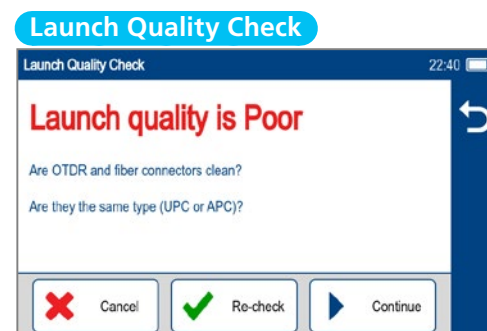 Launch Quality Check
Launch Quality Check 22:40
Launch quality is Poor
Are OTDR and fiber connectors clean?
Are they the same type (UPC or APC)?
Cancel Re-check Continue